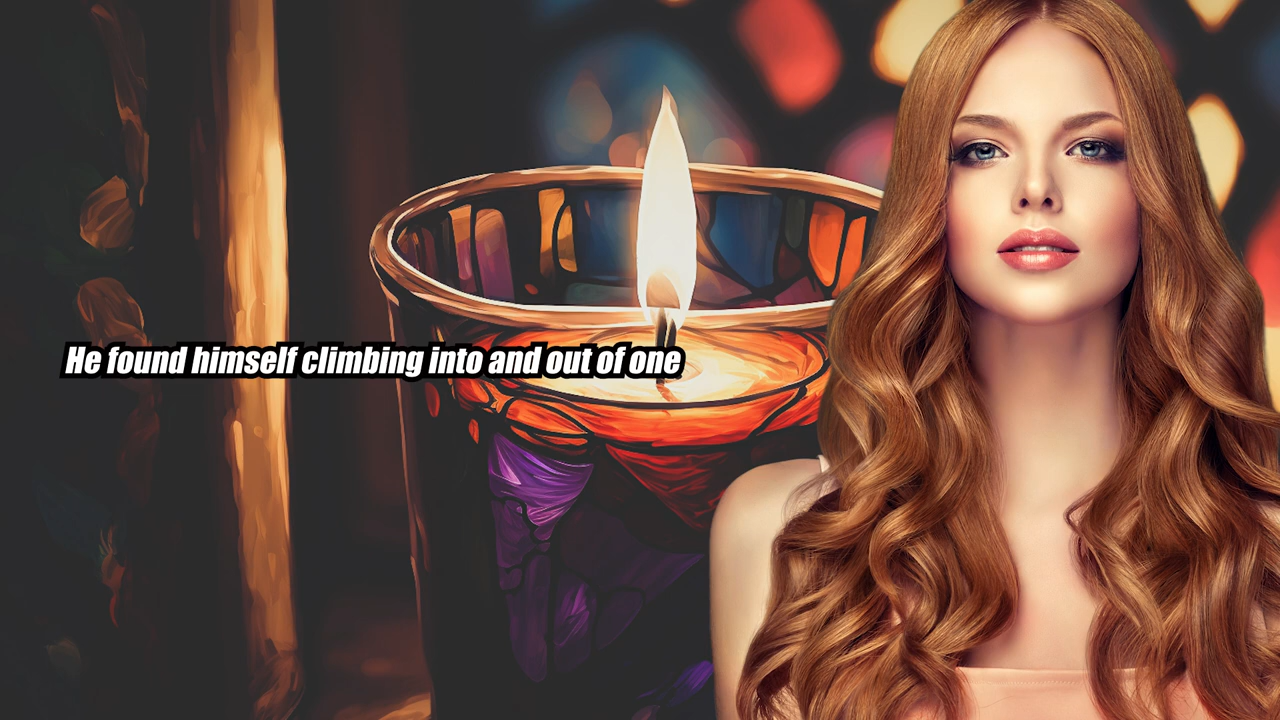 He found himself climbing into and out of one